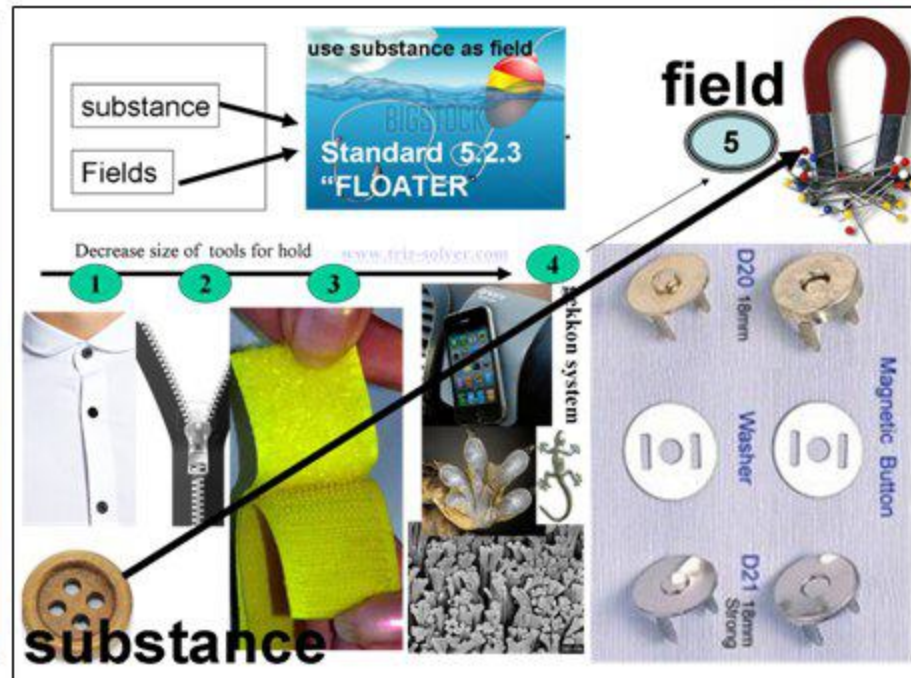 substance
Fields
use substance as field
BIGSTOCK
Standard 5.2.3
“FLOATER”
field
5
Decrease size of tools for hold
www.triz-solver.com
1
2
3
4
gekkon system
D20 18mm
Washer
D21 18mm
Strong
Magnetic Button
substance